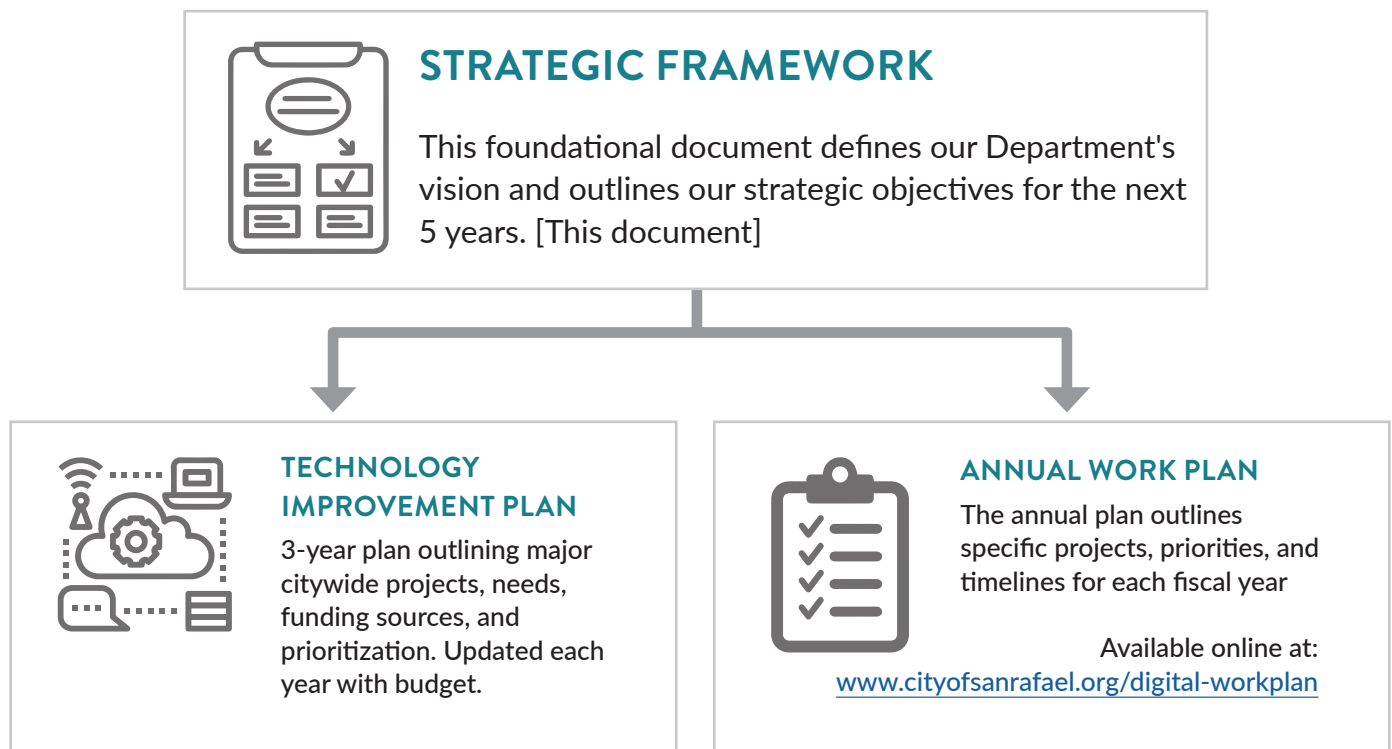 STRATEGIC FRAMEWORK
This foundational document defines our Department's
vision and outlines our strategic objectives for the next
5 years. [This document]
TECHNOLOGY
IMPROVEMENT PLAN
3-year plan outlining major
citywide projects, needs,
funding sources, and
prioritization. Updated each
year with budget.
ANNUAL WORK PLAN
The annual plan outlines
specific projects, priorities, and
timelines for each fiscal year
Available online at:
www.cityofsanrafael.org/digital-workplan